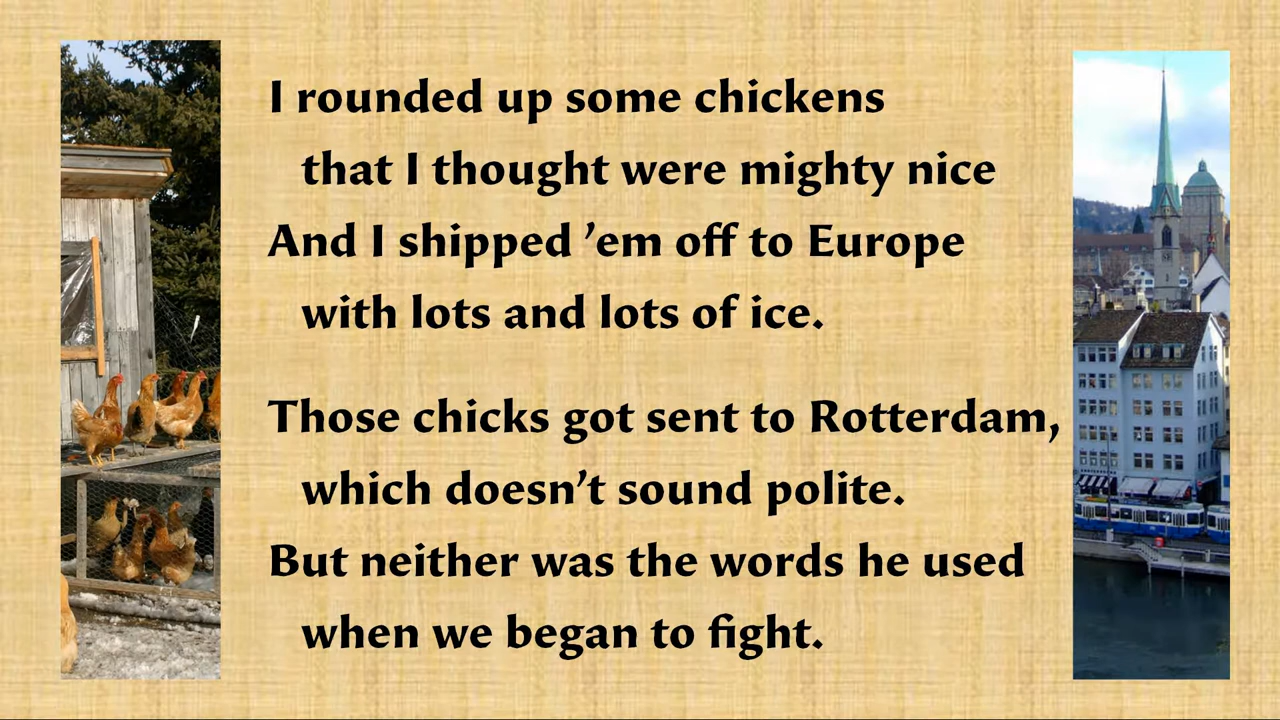 I rounded up some chickens
that I thought were mighty nice
And I shipped ’em off to Europe
with lots and lots of ice.
Those chicks got sent to Rotterdam,
which doesn’t sound polite.
But neither was the words he used
when we began to fight.